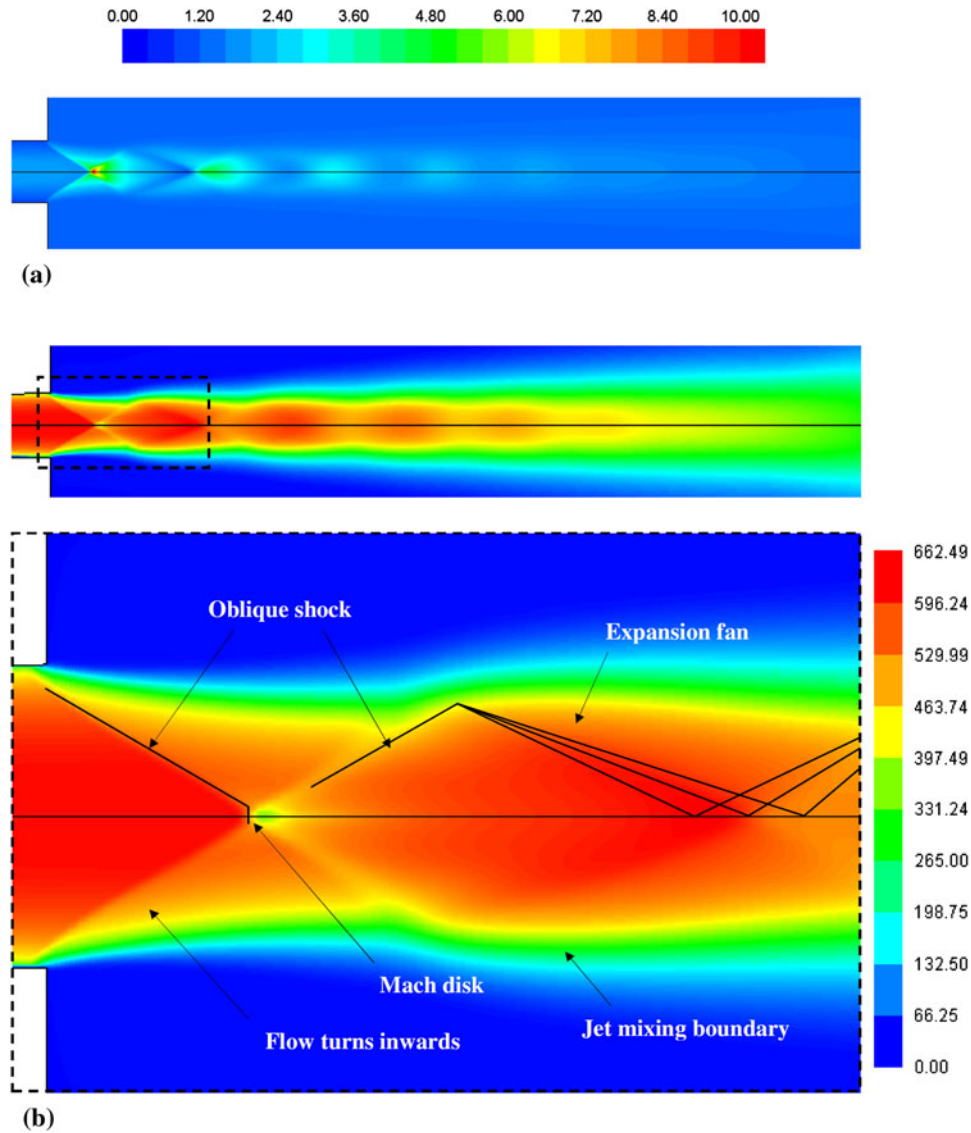 0.00 1.20 2.40 3.60 4.80 6.00 7.20 8.40 10.00
(a)
Oblique shock
Expansion fan
Mach disk
Flow turns inwards
Jet mixing boundary
662.49
596.24
529.99
463.74
397.49
331.24
265.00
198.75
132.50
66.25
0.00
(b)